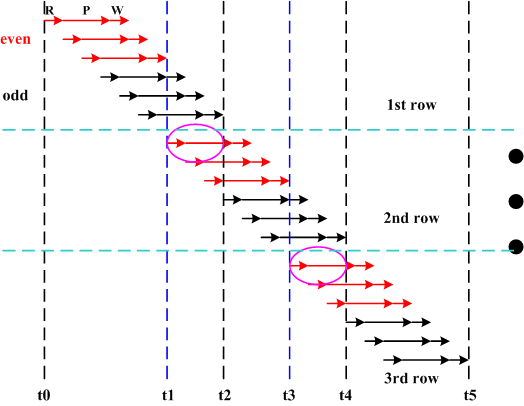 R P W
even
odd
1st row
2nd row
3rd row
t0 t1 t2 t3 t4 t5